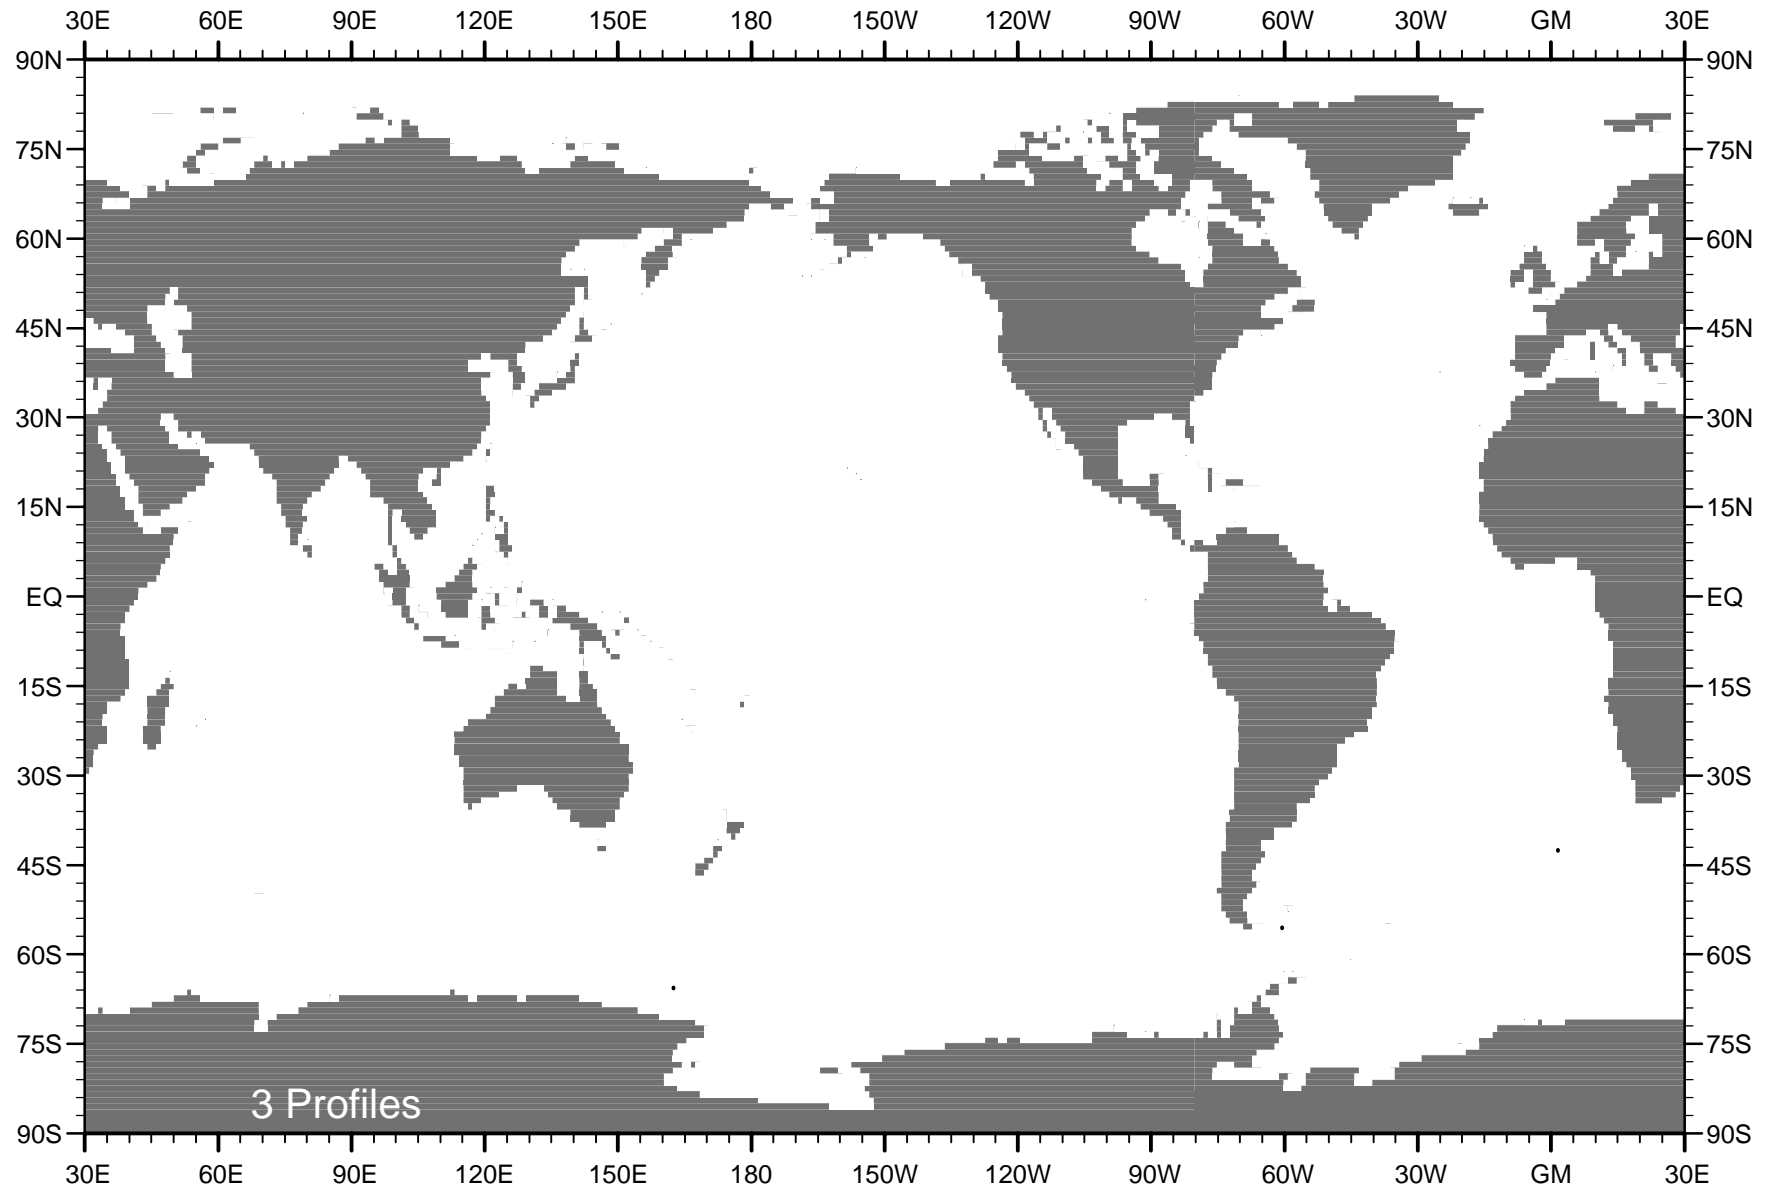 30E 60E 90E 120E 150E 180 150W 120W 90W 60W 30W GM 30E
90N 90N
75N 75N
60N 60N
45N 45N
30N 30N
15N 15N
EQ EQ
15S 15S
30S 30S
45S 45S
60S 60S
75S 75S
3 Profiles
90S 90S
30E 60E 90E 120E 150E 180 150W 120W 90W 60W 30W GM 30E